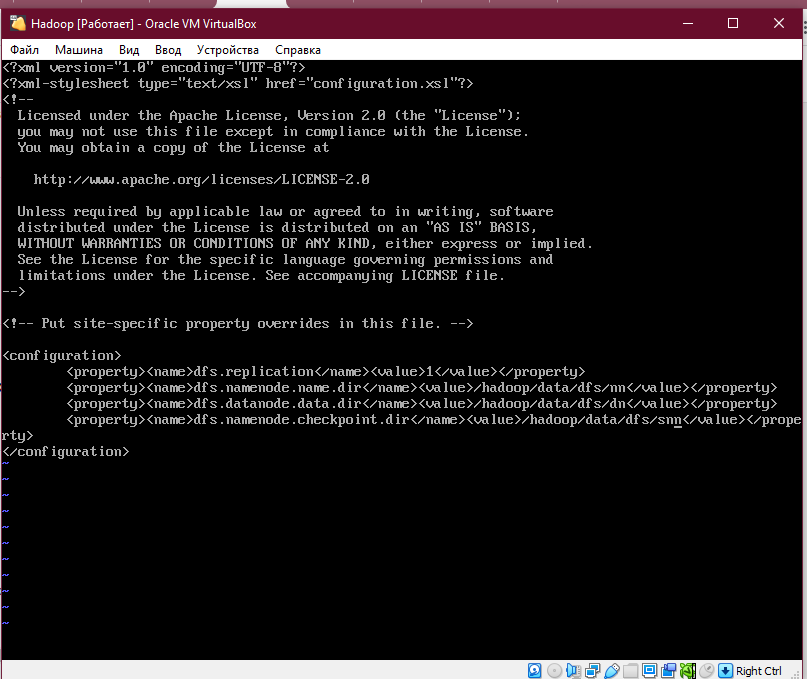 Hadoop [Работает] - Oracle VM VirtualBox
Файл Машина Вид Ввод Устройства Справка
<?xml version="1.0" encoding="UTF-8"?>
<?xml-stylesheet type="text/xsl" href="configuration.xsl"?>
<!--
  Licensed under the Apache License, Version 2.0 (the "License");
  you may not use this file except in compliance with the License.
  You may obtain a copy of the License at

    http://www.apache.org/licenses/LICENSE-2.0

  Unless required by applicable law or agreed to in writing, software
  distributed under the License is distributed on an "AS IS" BASIS,
  WITHOUT WARRANTIES OR CONDITIONS OF ANY KIND, either express or implied.
  See the License for the specific language governing permissions and
  limitations under the License. See accompanying LICENSE file.
-->

<!-- Put site-specific property overrides in this file. -->

<configuration>
        <property><name>dfs.replication</name><value>1</value></property>
        <property><name>dfs.namenode.name.dir</name><value>/hadoop/data/dfs/nn</value></property>
        <property><name>dfs.datanode.data.dir</name><value>/hadoop/data/dfs/dn</value></property>
        <property><name>dfs.namenode.checkpoint.dir</name><value>/hadoop/data/dfs/snn</value></prope
rty>
</configuration>
~
~
~
~
~
~
~
~
~
~
~
Right Ctrl